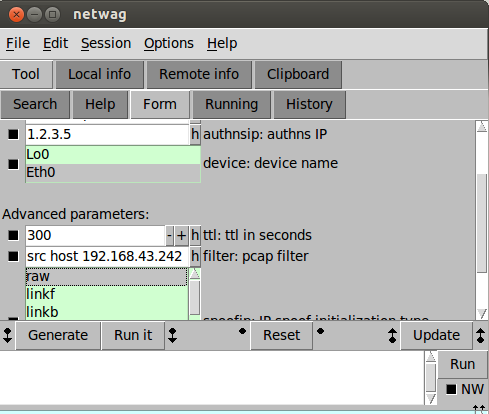 netwag
File Edit Session Options Help
Tool Local info Remote info Clipboard
Search Help Form Running History
1.2.3.5 h authnsip: authns IP
Lo0
device: device name
Eth0
Advanced parameters:
300 - + h ttl: ttl in seconds
src host 192.168.43.242 h filter: pcap filter
raw
linkf
linkb
spoofip: IP spoof initialization type
Generate Run it Reset Update
Run
NW